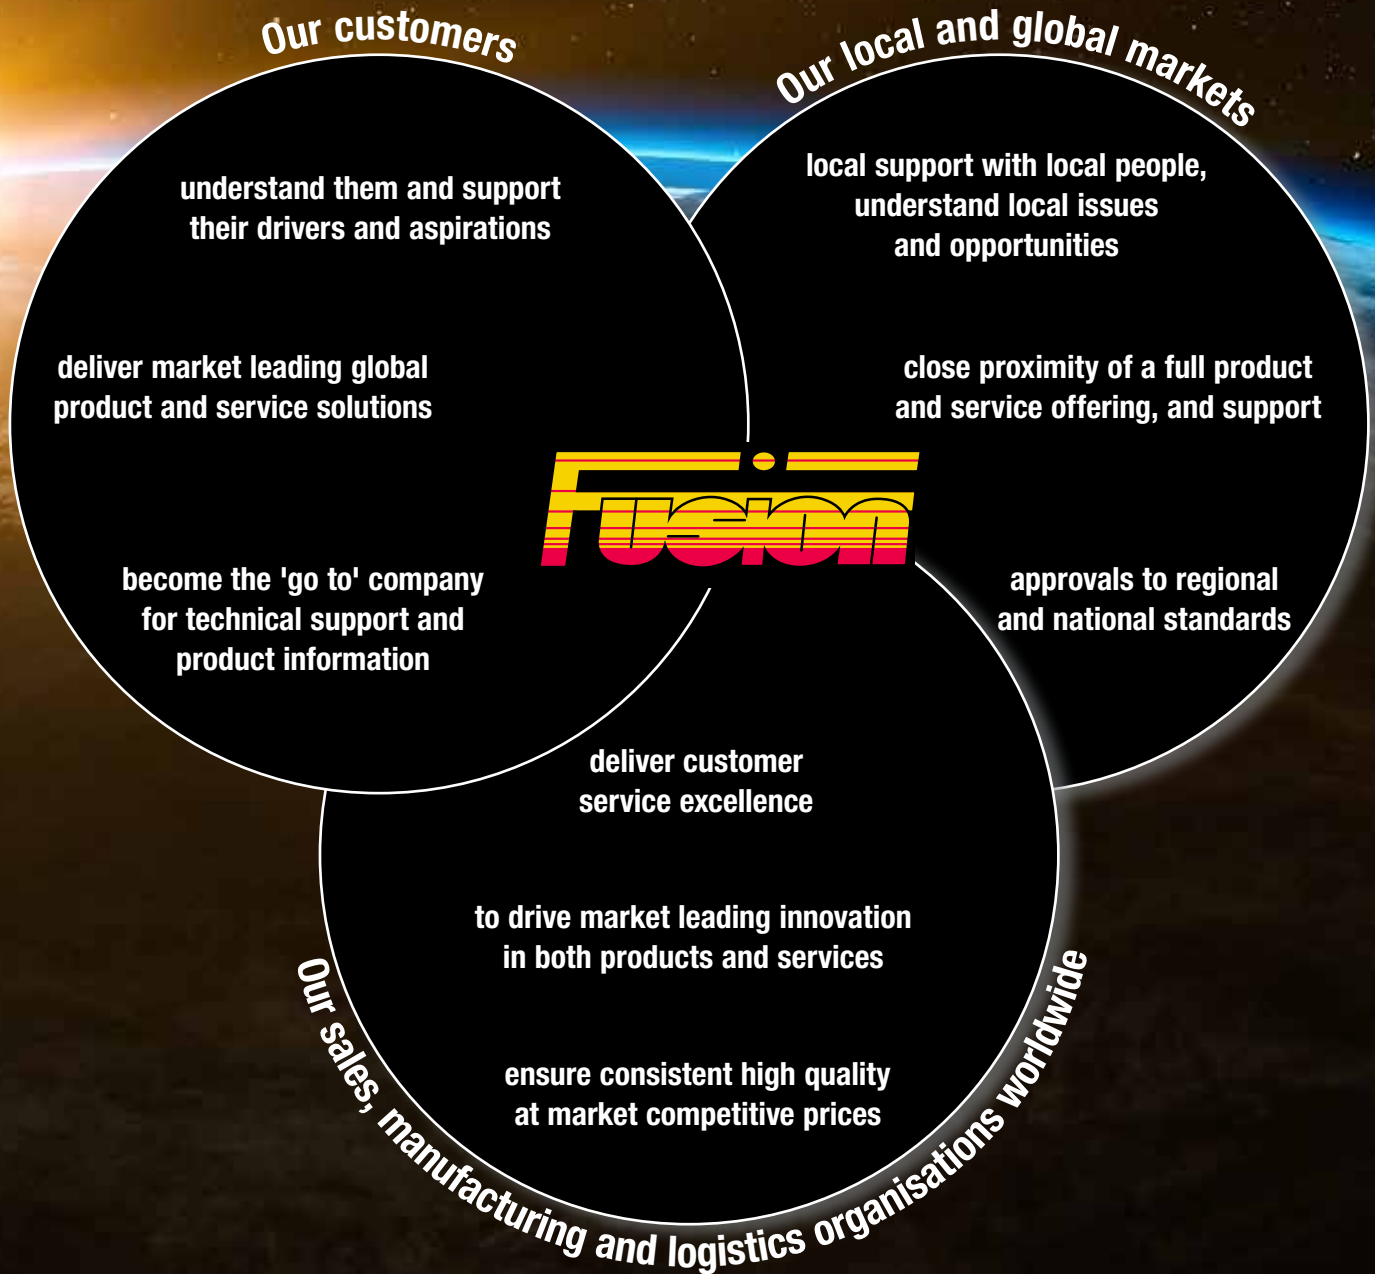 Our customers
understand them and support
their drivers and aspirations
deliver market leading global
product and service solutions
become the 'go to' company
for technical support and
product information
Our local and global markets
local support with local people,
understand local issues
and opportunities
close proximity of a full product
and service offering, and support
approvals to regional
and national standards
Fusion
deliver customer
service excellence
to drive market leading innovation
in both products and services
ensure consistent high quality
at market competitive prices
Our sales, manufacturing and logistics organisations worldwide